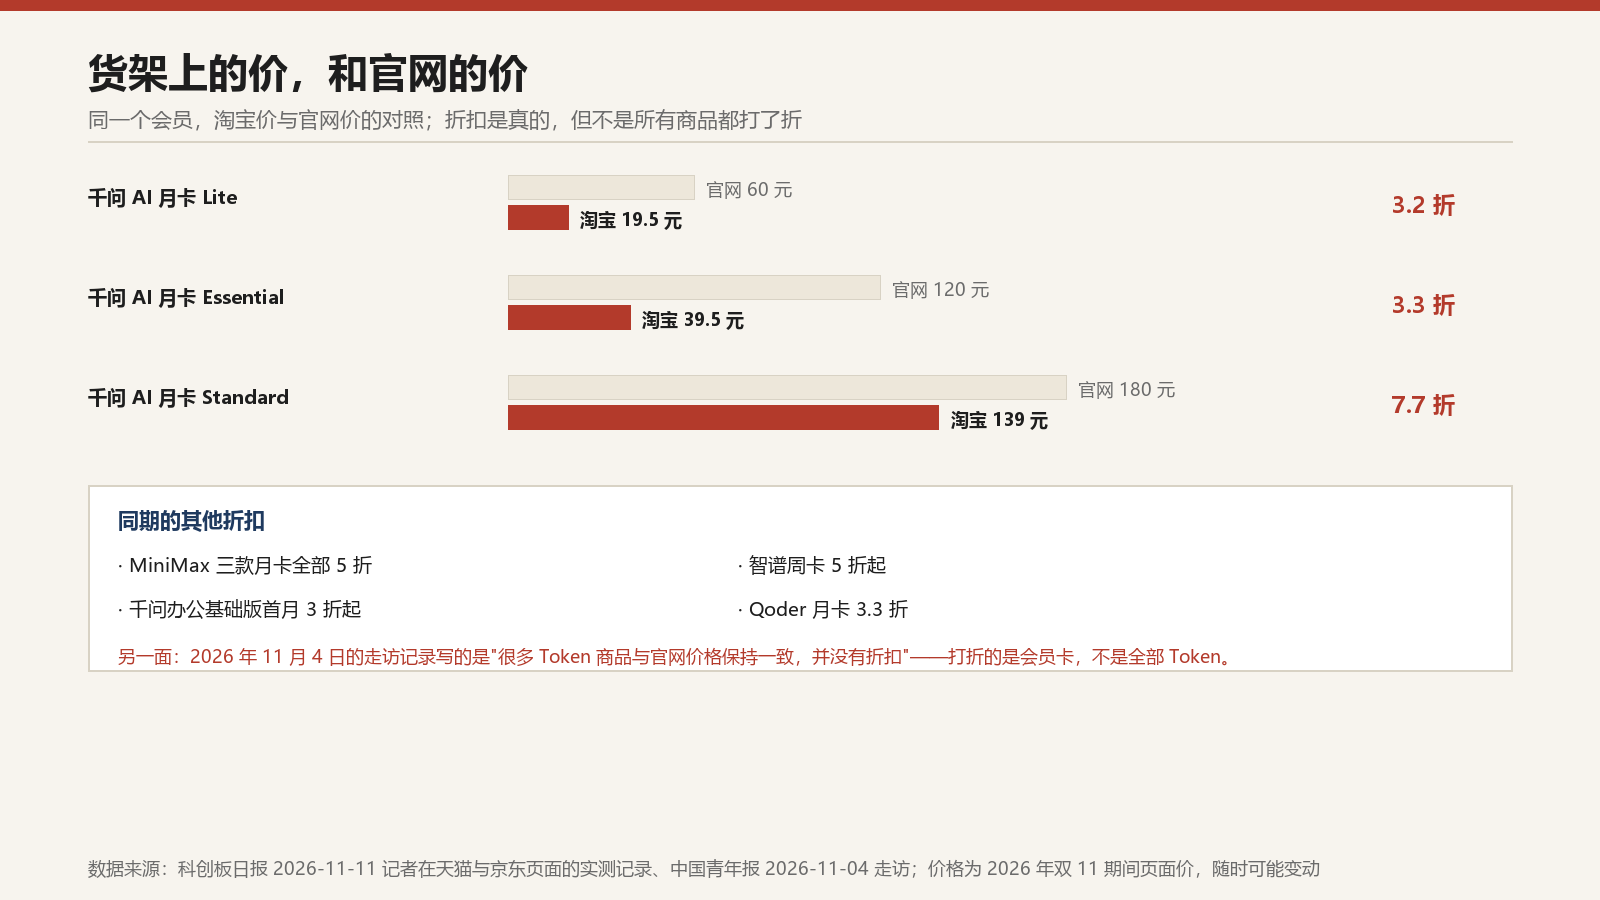 货架上的价，和官网的价
同一个会员，淘宝价与官网价的对照；折扣是真的，但不是所有商品都打了折
千问 AI 月卡 Lite
官网 60 元
淘宝 19.5 元
3.2 折
千问 AI 月卡 Essential
官网 120 元
淘宝 39.5 元
3.3 折
千问 AI 月卡 Standard
官网 180 元
淘宝 139 元
7.7 折
同期的其他折扣
· MiniMax 三款月卡全部 5 折
· 智谱周卡 5 折起
· 千问办公基础版首月 3 折起
· Qoder 月卡 3.3 折
另一面：2026 年 11 月 4 日的走访记录写的是"很多 Token 商品与官网价格保持一致，并没有折扣"——打折的是会员卡，不是全部 Token。
数据来源：科创板日报 2026-11-11 记者在天猫与京东页面的实测记录、中国青年报 2026-11-04 走访；价格为 2026 年双 11 期间页面价，随时可能变动